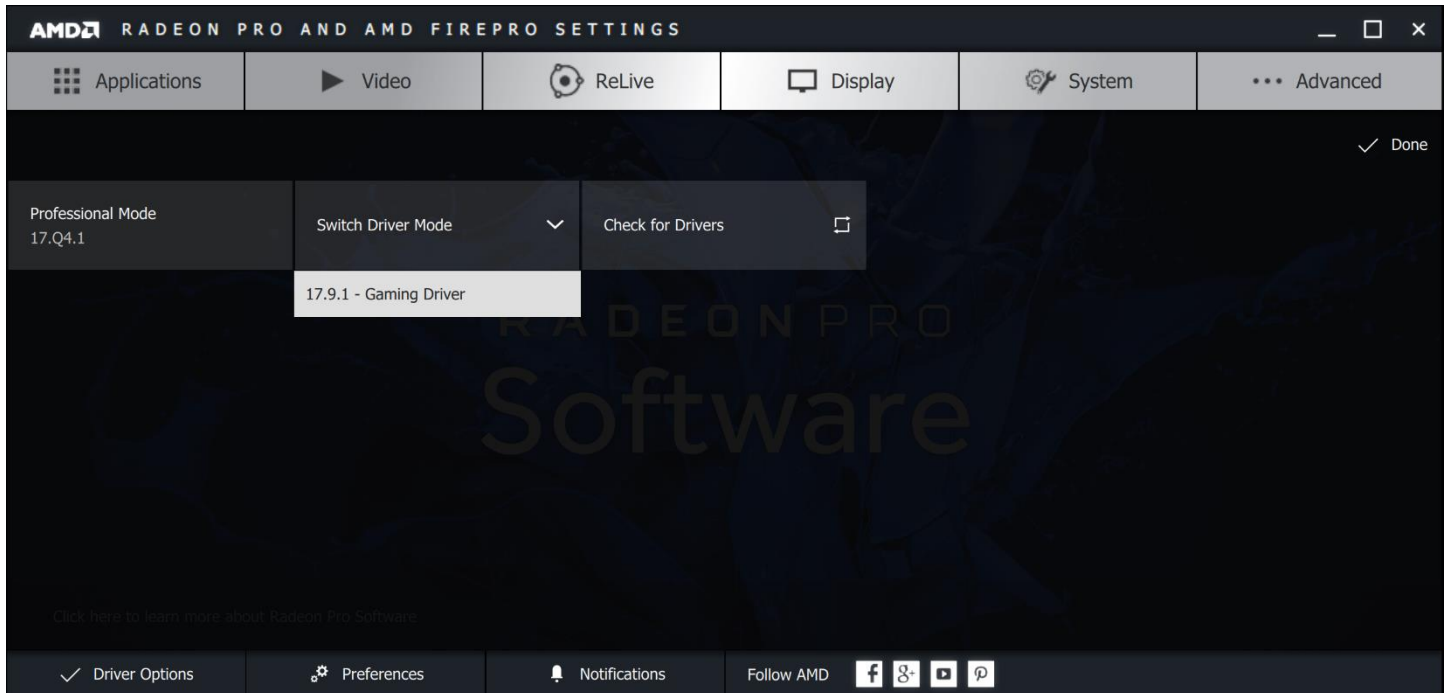 AMD RADEON PRO AND AMD FIREPRO SETTINGS
Applications Video ReLive Display System Advanced
Done
Professional Mode
17.Q4.1
Switch Driver Mode
Check for Drivers
17.9.1 - Gaming Driver
RADEON PRO
Software
Click here to learn more about Radeon Pro Software
Driver Options Preferences Notifications Follow AMD f g+